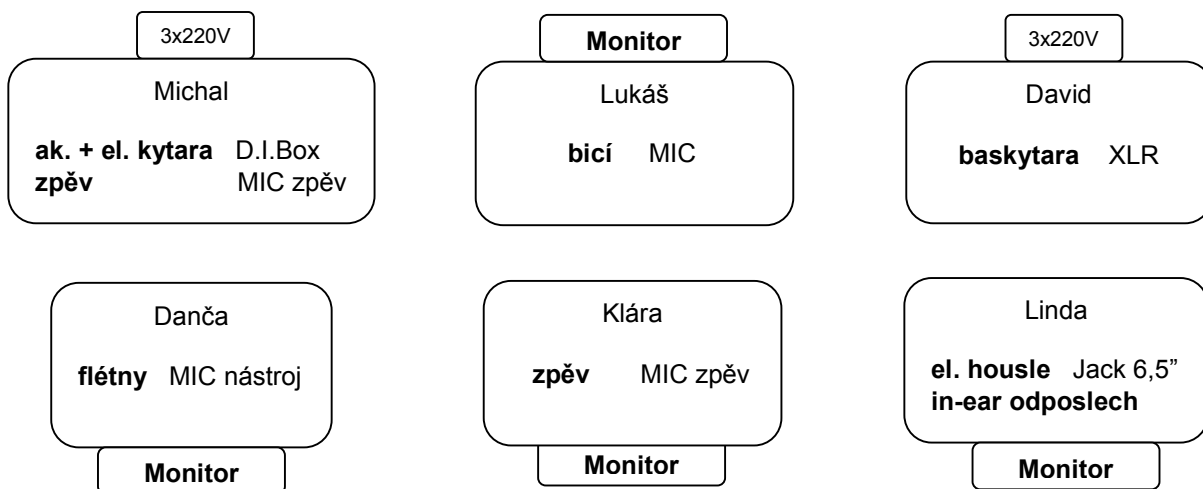 3x220V
Michal
ak. + el. kytara D.I.Box
zpěv MIC zpěv
Monitor
Lukáš
bicí MIC
3x220V
David
baskytara XLR
Danča
flétny MIC nástroj
Monitor
Klára
zpěv MIC zpěv
Monitor
Linda
el. housle Jack 6,5”
in-ear odposlech
Monitor